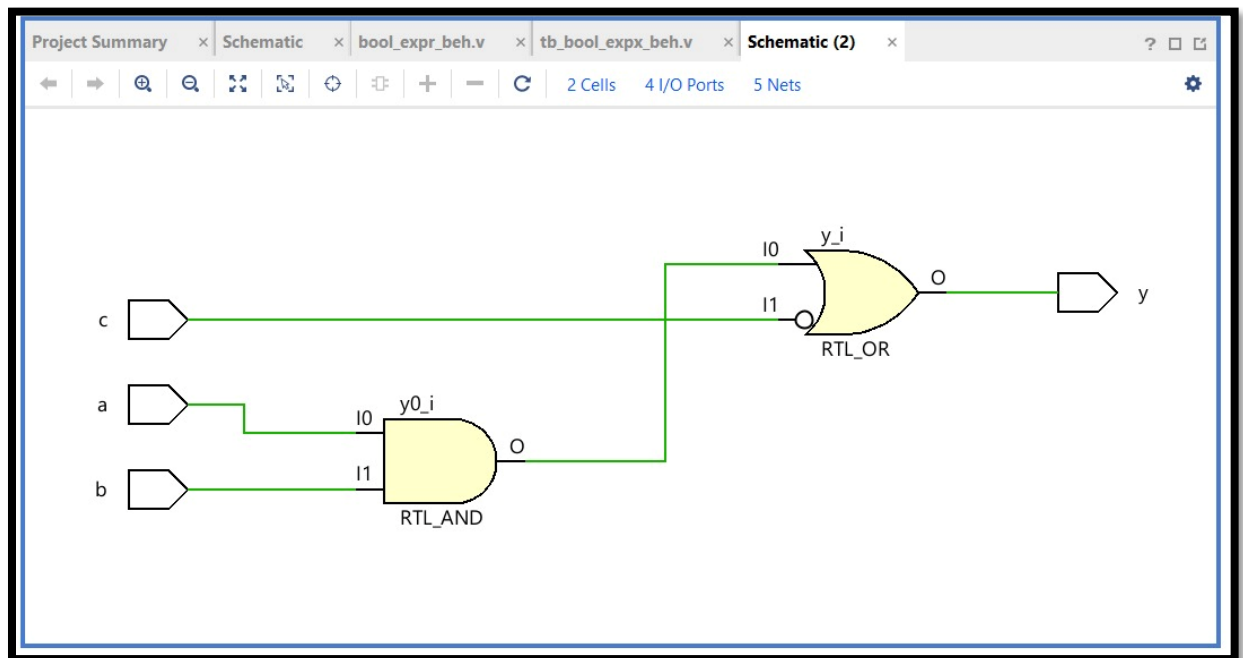 Project Summary × Schematic × bool_expr_beh.v × tb_bool_expx_beh.v × Schematic (2) × ?
2 Cells 4 I/O Ports 5 Nets
y_i
I0
O
I1
y
c
RTL_OR
a
y0_i
I0
O
I1
b
RTL_AND